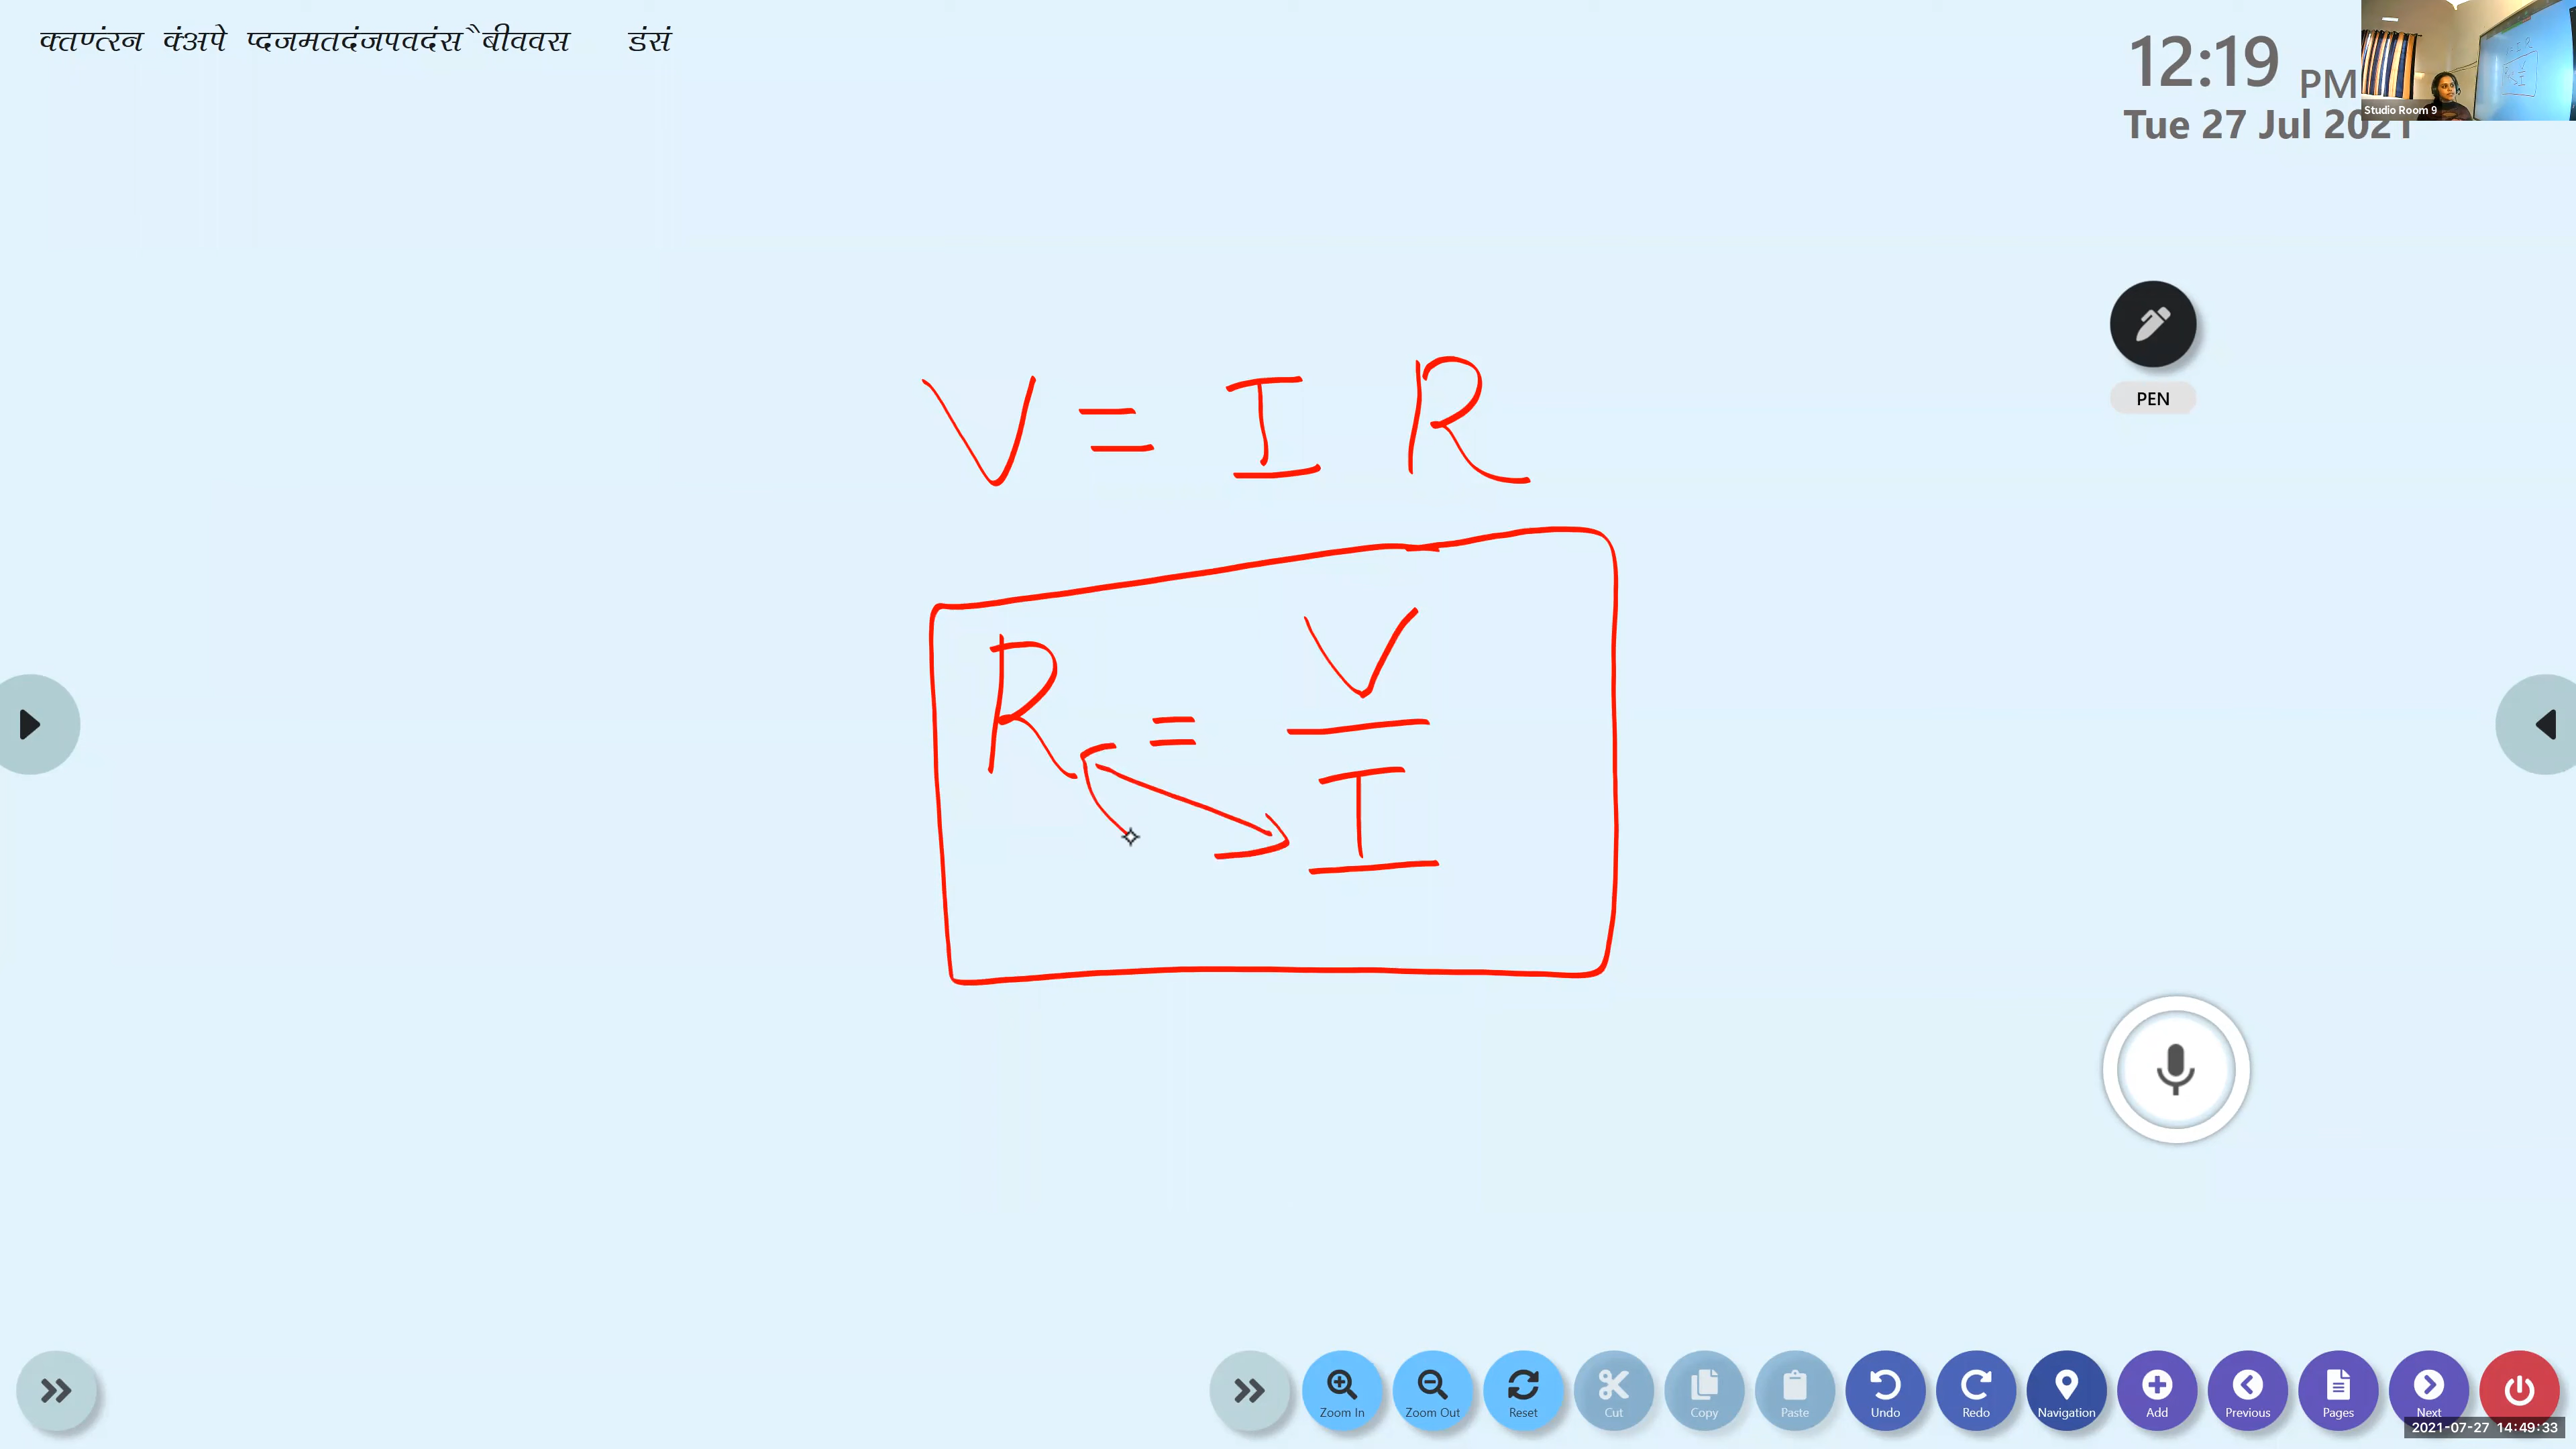 क्तण्त्ंरन क्ंअपे प्दजमतदंजपवदंस ैबीववस डंसं
12:19 PM
Studio Room 9
Tue 27 Jul 2021
PEN
V = I R
R = V / I
Zoom In Zoom Out Reset Cut Copy Paste Undo Redo Navigation Add Previous Pages Next
2021-07-27 14:49:33